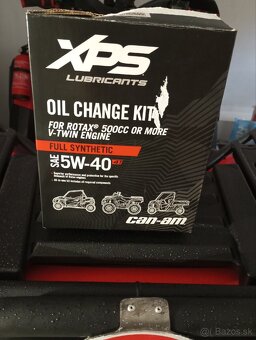 XPS
LUBRICANTS
OIL CHANGE KIT
FOR ROTAX® 500CC OR MORE
V-TWIN ENGINE
FULL SYNTHETIC
SAE 5W-40 4T
can-am
Bazos.sk